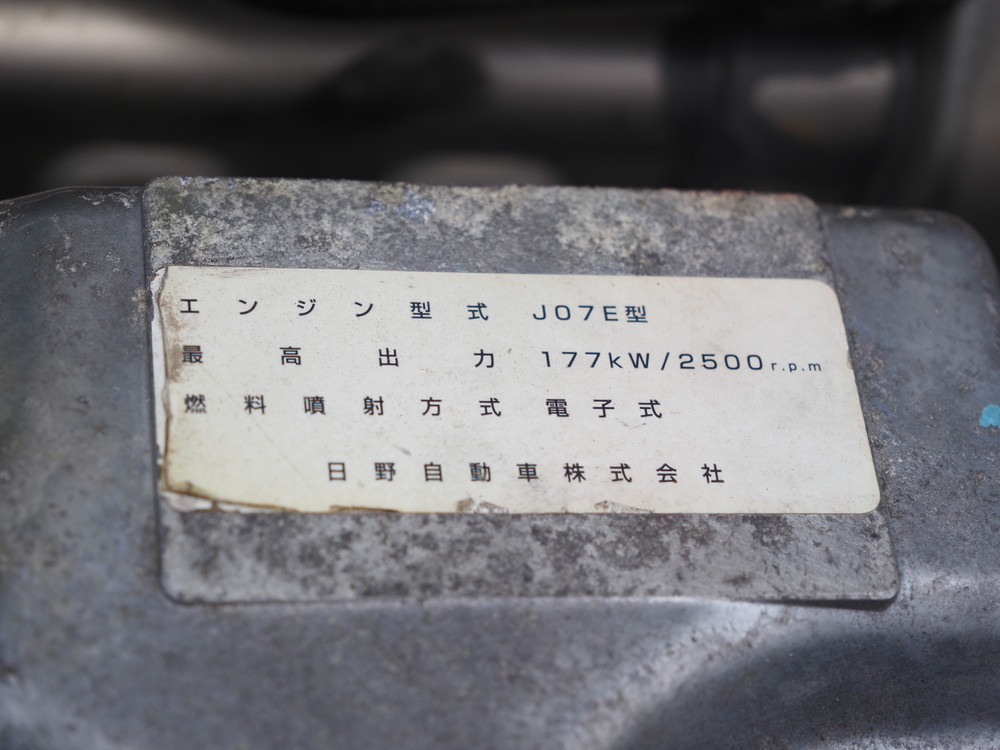 エンジン型式 J07E型
最高出力 177kW/2500r.p.m
燃料噴射方式 電子式
日野自動車株式会社